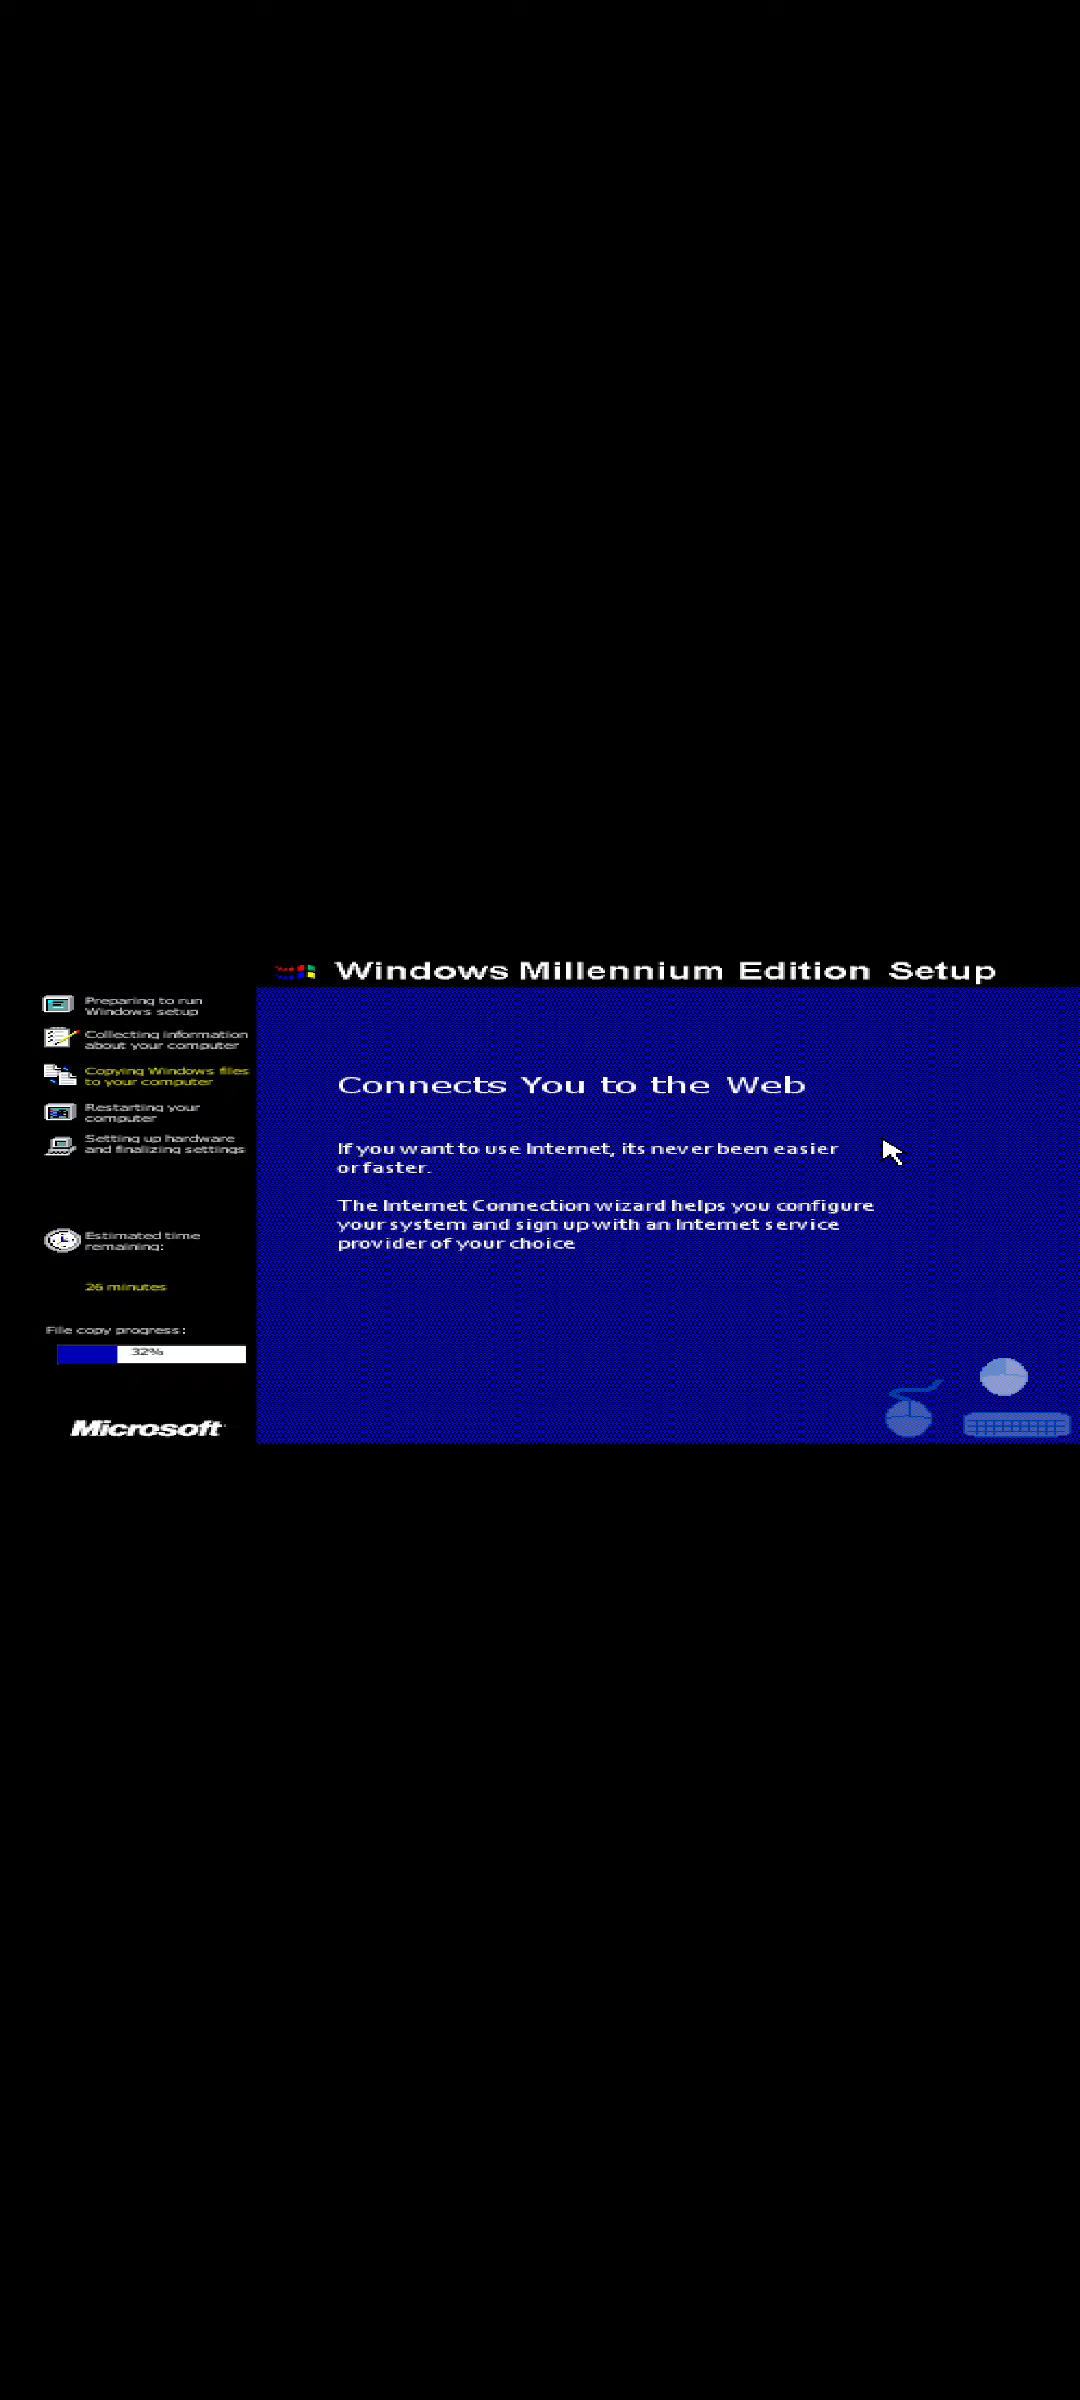 Windows Millennium Edition Setup
Preparing to run
Windows setup
Collecting information
about your computer
Copying Windows files
to your computer
Restarting your
computer
Setting up hardware
and finalizing settings
Estimated time
remaining:
26 minutes
File copy progress:
32%
Microsoft
Connects You to the Web
If you want to use Internet, its never been easier
or faster.
The Internet Connection wizard helps you configure
your system and sign up with an Internet service
provider of your choice